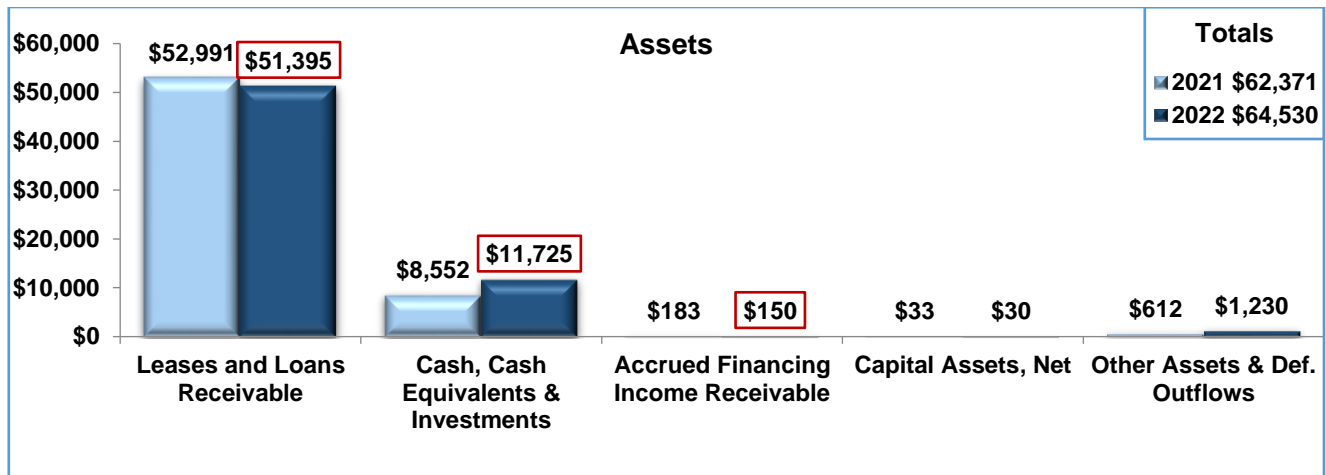 Assets
Totals
2021 $62,371
2022 $64,530
$60,000
$50,000
$40,000
$30,000
$20,000
$10,000
$0
$52,991 $51,395
$8,552 $11,725
$183 $150
$33 $30
$612 $1,230
Leases and Loans
Receivable
Cash, Cash
Equivalents &
Investments
Accrued Financing
Income Receivable
Capital Assets, Net
Other Assets & Def.
Outflows